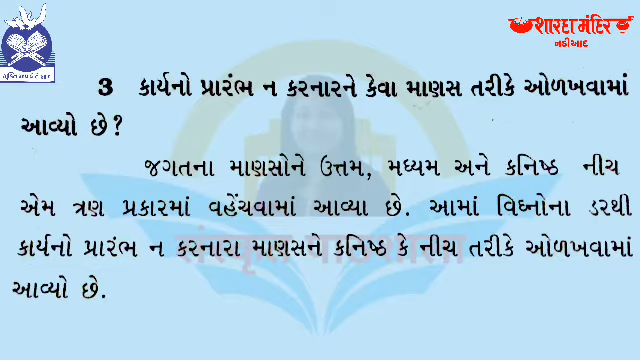 શારદા મંદિર
નડીઆદ
3 કાર્યનો પ્રારંભ ન કરનારને કેવા માણસ તરીકે ઓળખવામાં
આવ્યો છે?
જગતના માણસોને ઉત્તમ, મધ્યમ અને કનિષ્ઠ નીચ
એમ ત્રણ પ્રકારમાં વહેંચવામાં આવ્યા છે. આમાં વિઘ્નોના ડરથી
કાર્યનો પ્રારંભ ન કરનારા માણસને કનિષ્ઠ કે નીચ તરીકે ઓળખવામાં
આવ્યો છે.
संस्कृत पाठशाला